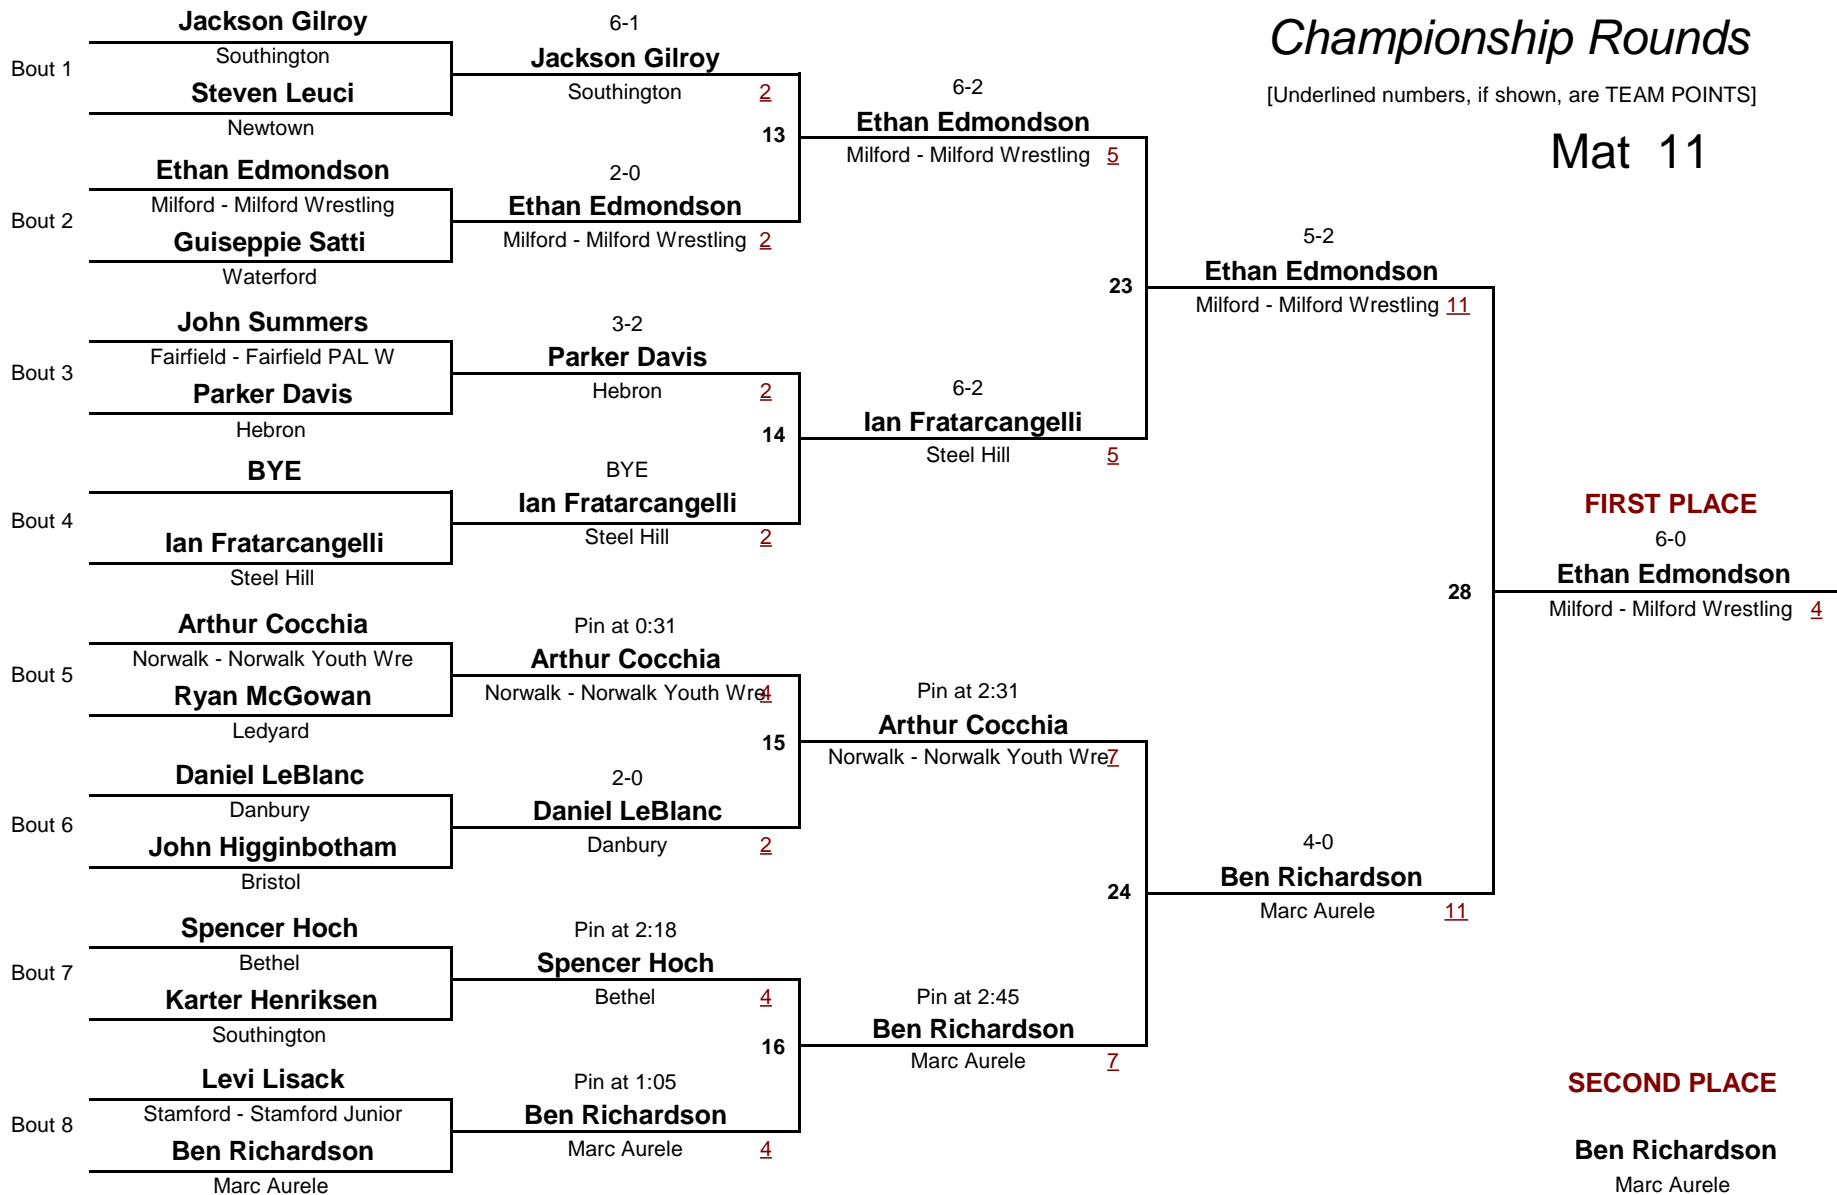 Championship Rounds
[Underlined numbers, if shown, are TEAM POINTS]
Mat 11
Bout 1
Jackson Gilroy
Southington
Steven Leuci
Newtown
Bout 2
Ethan Edmondson
Milford - Milford Wrestling
Guiseppie Satti
Waterford
Bout 3
John Summers
Fairfield - Fairfield PAL W
Parker Davis
Hebron
Bout 4
BYE
Ian Fratarcangelli
Steel Hill
Bout 5
Arthur Cocchia
Norwalk - Norwalk Youth Wre
Ryan McGowan
Ledyard
Bout 6
Daniel LeBlanc
Danbury
John Higginbotham
Bristol
Bout 7
Spencer Hoch
Bethel
Karter Henriksen
Southington
Bout 8
Levi Lisack
Stamford - Stamford Junior
Ben Richardson
Marc Aurele
6-1
Jackson Gilroy
Southington 2
13
2-0
Ethan Edmondson
Milford - Milford Wrestling 2
3-2
Parker Davis
Hebron 2
14
BYE
Ian Fratarcangelli
Steel Hill 2
Pin at 0:31
Arthur Cocchia
Norwalk - Norwalk Youth Wre 4
15
2-0
Daniel LeBlanc
Danbury 2
Pin at 2:18
Spencer Hoch
Bethel 4
16
Pin at 1:05
Ben Richardson
Marc Aurele 4
6-2
Ethan Edmondson
Milford - Milford Wrestling 5
23
6-2
Ian Fratarcangelli
Steel Hill 5
Pin at 2:31
Arthur Cocchia
Norwalk - Norwalk Youth Wre 7
24
Pin at 2:45
Ben Richardson
Marc Aurele 7
5-2
Ethan Edmondson
Milford - Milford Wrestling 11
28
4-0
Ben Richardson
Marc Aurele 11
FIRST PLACE
6-0
Ethan Edmondson
Milford - Milford Wrestling 4
SECOND PLACE
Ben Richardson
Marc Aurele